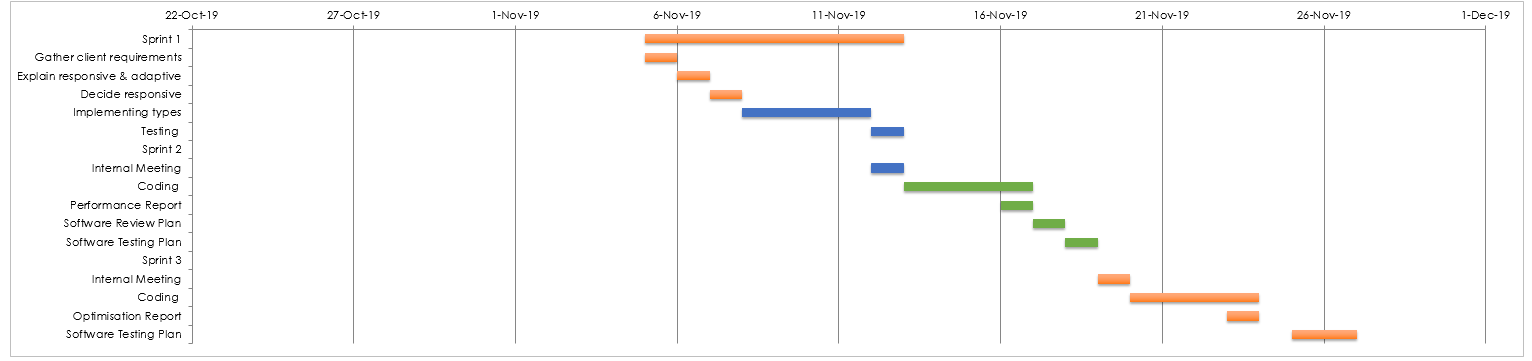 22-Oct-19 27-Oct-19 1-Nov-19 6-Nov-19 11-Nov-19 16-Nov-19 21-Nov-19 26-Nov-19 1-Dec-19
Sprint 1
Gather client requirements
Explain responsive & adaptive
Decide responsive
Implementing types
Testing
Sprint 2
Internal Meeting
Coding
Performance Report
Software Review Plan
Software Testing Plan
Sprint 3
Internal Meeting
Coding
Optimisation Report
Software Testing Plan